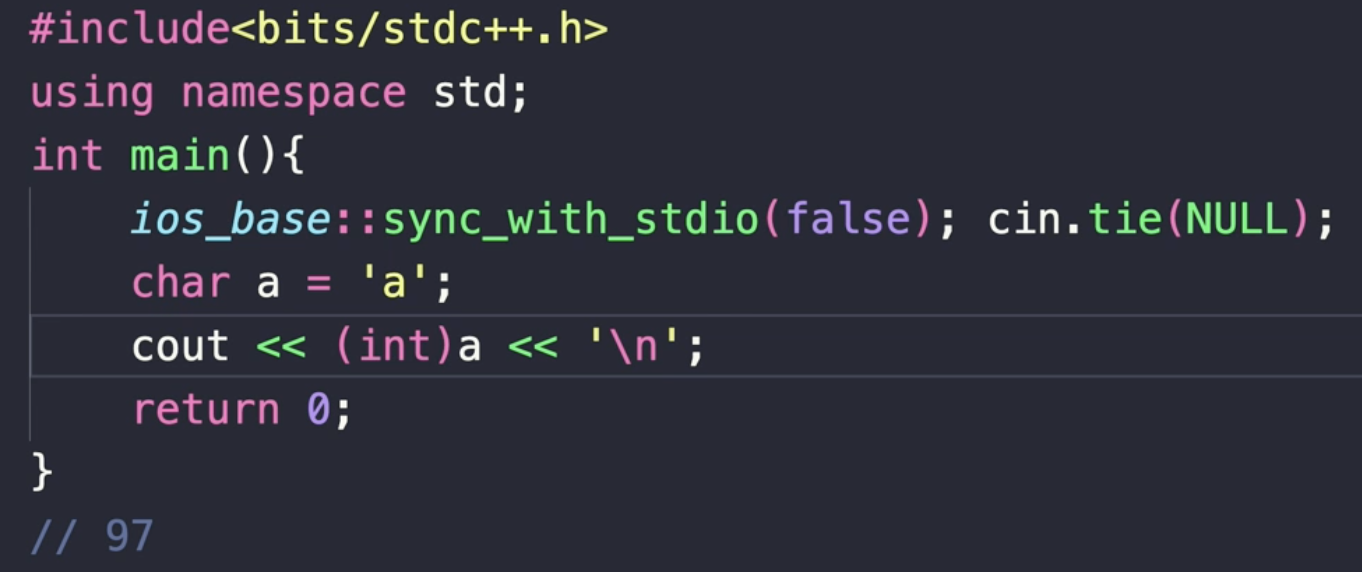 #include<bits/stdc++.h>
using namespace std;
int main(){
    ios_base::sync_with_stdio(false); cin.tie(NULL);
    char a = 'a';
    cout << (int)a << '\n';
    return 0;
}
// 97